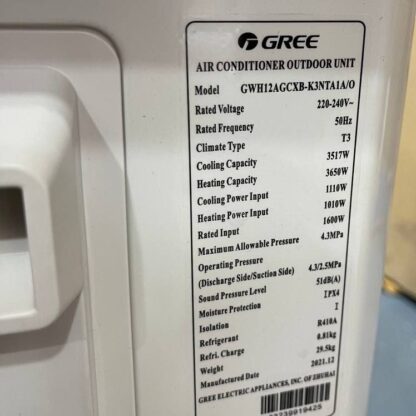 GREE
AIR CONDITIONER OUTDOOR UNIT
Model GWH12AGCXB-K3NTA1A/O
Rated Voltage 220-240V~
Rated Frequency 50Hz
Climate Type T3
Cooling Capacity 3517W
Heating Capacity 3650W
Cooling Power Input 1110W
Heating Power Input 1010W
Rated Input 1600W
Maximum Allowable Pressure 4.3MPa
Operating Pressure
(Discharge Side/Suction Side) 4.3/2.5MPa
Sound Pressure Level 51dB(A)
Moisture Protection IPX4
Isolation I
Refrigerant R410A
Refri. Charge 0.81kg
Weight 29.5kg
Manufactured Date 2021.12
GREE ELECTRIC APPLIANCES, INC. OF ZHUHAI